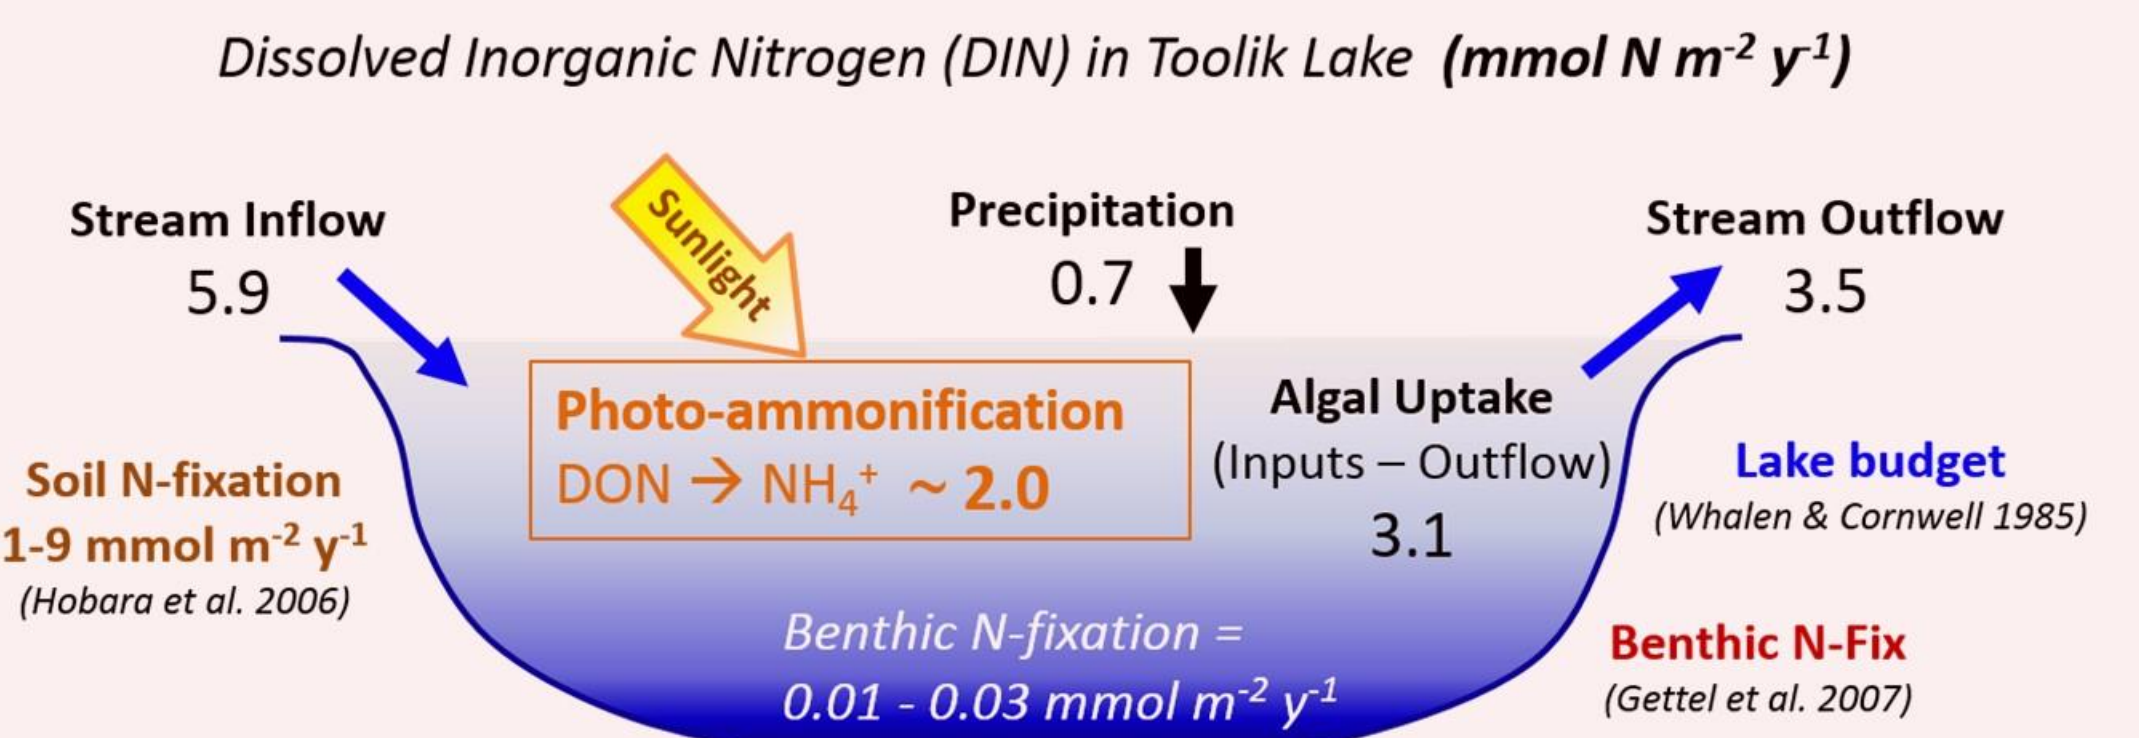 Dissolved Inorganic Nitrogen (DIN) in Toolik Lake (mmol N m⁻² y⁻¹)
Stream Inflow
5.9
Sunlight
Precipitation
0.7
Stream Outflow
3.5
Photo-ammonification
DON → NH₄⁺ ~ 2.0
Algal Uptake
(Inputs – Outflow)
3.1
Soil N-fixation
1-9 mmol m⁻² y⁻¹
(Hobara et al. 2006)
Lake budget
(Whalen & Cornwell 1985)
Benthic N-fixation =
0.01 - 0.03 mmol m⁻² y⁻¹
Benthic N-Fix
(Gettel et al. 2007)